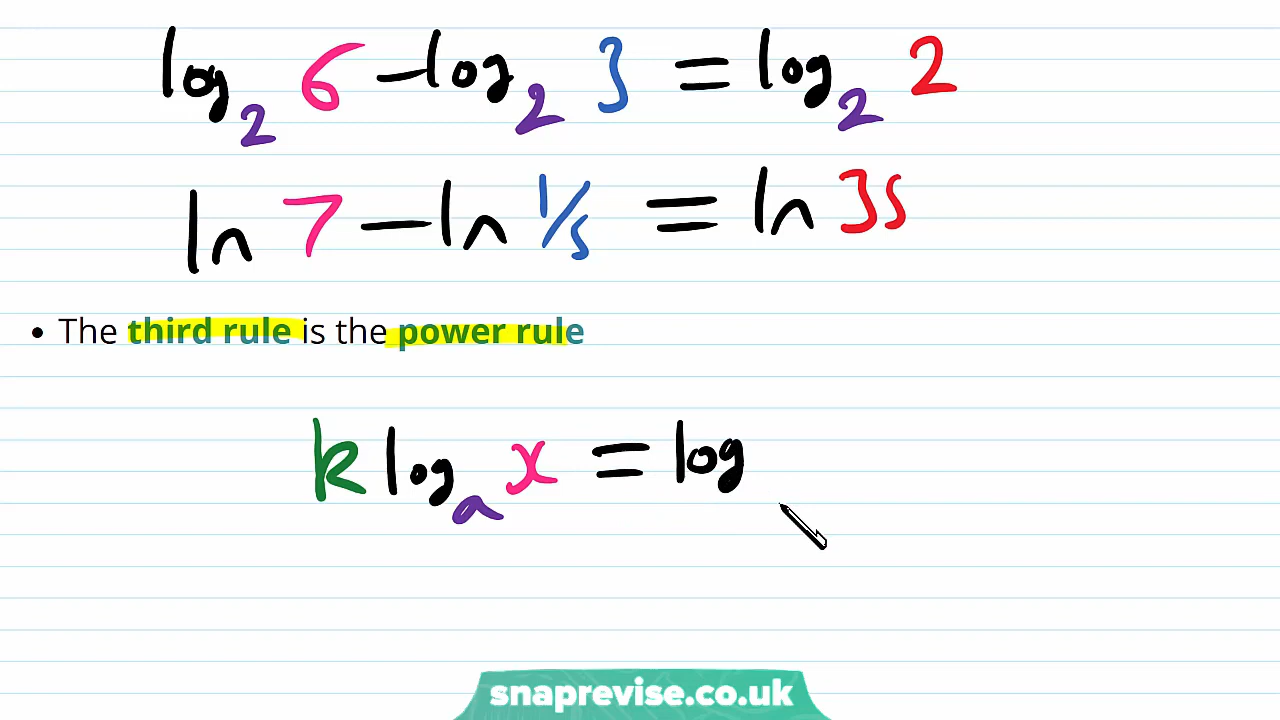 log₂ 6 – log₂ 3 = log₂ 2
ln 7 – ln 1/5 = ln 35
• The third rule is the power rule
k logₐ x = log
snaprevise.co.uk